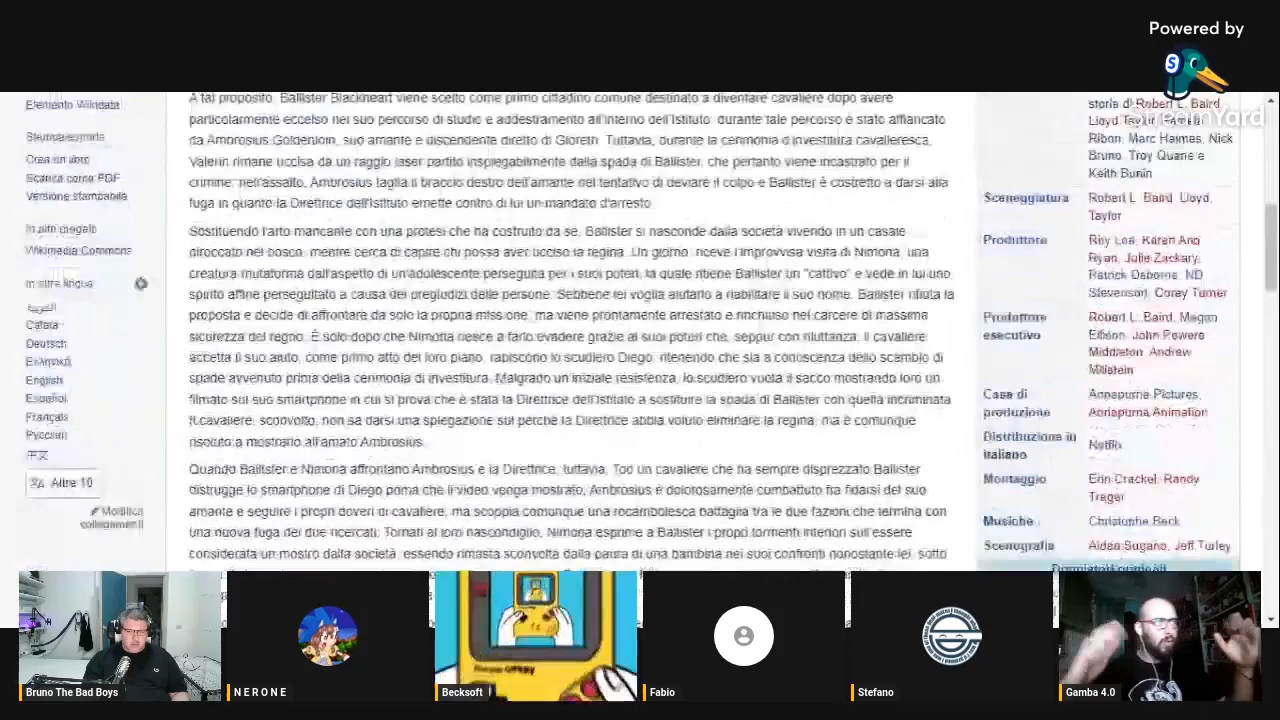 Powered by
StreamYard
Elemento Wikidata
Stampa/esporta
Crea un libro
Scarica come PDF
Versione stampabile
In altri progetti
Wikimedia Commons
In altre lingue
العربية
Català
Deutsch
Ελληνικά
English
Español
Français
Русский
中文
Altre 10
Modifica
collegamenti
A tal proposito, Ballister Blackheart viene scelto come primo cittadino comune destinato a diventare cavaliere dopo avere
particolarmente eccelso nel suo percorso di studio e addestramento all'interno dell'Istituto; durante tale percorso è stato affiancato
da Ambrosius Goldenloin, suo amante e discendente diretto di Gloreth. Tuttavia, durante la cerimonia d'investitura cavalleresca,
Valerin rimane uccisa da un raggio laser partito inspiegabilmente dalla spada di Ballister, che pertanto viene incastrato per il
crimine; nell'assalto, Ambrosius taglia il braccio destro dell'amante nel tentativo di deviare il colpo e Ballister è costretto a darsi alla
fuga in quanto la Direttrice dell'Istituto emette contro di lui un mandato d'arresto.
Sostituendo l'arto mancante con una protesi che ha costruito da sé, Ballister si nasconde dalla società vivendo in un casale
diroccato nel bosco, mentre cerca di capire chi possa aver ucciso la regina. Un giorno, riceve l'improvvisa visita di Nimona, una
creatura mutaforma dall'aspetto di un'adolescente perseguita per i suoi poteri, la quale ritiene Ballister un "cattivo" e vede in lui uno
spirito affine perseguitato a causa dei pregiudizi delle persone. Sebbene lei voglia aiutarlo a riabilitare il suo nome, Ballister rifiuta la
proposta e decide di affrontare da solo la propria missione, ma viene prontamente arrestato e rinchiuso nel carcere di massima
sicurezza del regno. È solo dopo che Nimona riesce a farlo evadere grazie ai suoi poteri che, seppur con riluttanza, il cavaliere
accetta il suo aiuto; come primo atto del loro piano, rapiscono lo scudiero Diego, ritenendo che sia a conoscenza dello scambio di
spade avvenuto prima della cerimonia di investitura. Malgrado un'iniziale resistenza, lo scudiero vuota il sacco mostrando loro un
filmato sul suo smartphone in cui si prova che è stata la Direttrice dell'Istituto a sostituire la spada di Ballister con quella incriminata.
Il cavaliere, sconvolto, non sa darsi una spiegazione sul perché la Direttrice abbia voluto eliminare la regina, ma è comunque
risoluto a mostrarlo all'amato Ambrosius.
Quando Ballister e Nimona affrontano Ambrosius e la Direttrice, tuttavia, Tod un cavaliere che ha sempre disprezzato Ballister
distrugge lo smartphone di Diego prima che il video venga mostrato; Ambrosius è dolorosamente combattuto fra fidarsi del suo
amante e seguire i propri doveri di cavaliere, ma scoppia comunque una rocambolesca battaglia tra le due fazioni che termina con
una nuova fuga dei due ricercati. Tornati al loro nascondiglio, Nimona esprime a Ballister i propri tormenti interiori sull'essere
considerata un mostro dalla società, essendo rimasta sconvolta dalla paura di una bambina nei suoi confronti nonostante lei, sotto
storia di Robert L. Baird,
Lloyd Taylor, Pamela
Ribon, Marc Haimes, Nick
Bruno, Troy Quane e
Keith Bunin
Sceneggiatura Robert L. Baird, Lloyd
Taylor
Produttore Roy Lee, Karen Ang
Ryan, Julie Zackary,
Patrick Osborne, ND
Stevenson, Corey Turner
Produttore Robert L. Baird, Megan
esecutivo Ellison, John Powers
Middleton, Andrew
Millstein
Casa di Annapurna Pictures,
produzione Annapurna Animation
Distribuzione in Netflix
italiano
Montaggio Erin Crackel, Randy
Trager
Musiche Christophe Beck
Scenografia Aidan Sugano, Jeff Turley
Doppiatori originali
Bruno The Bad Boys
N E R O N E
Becksoft
Fabio
Stefano
Gamba 4.0